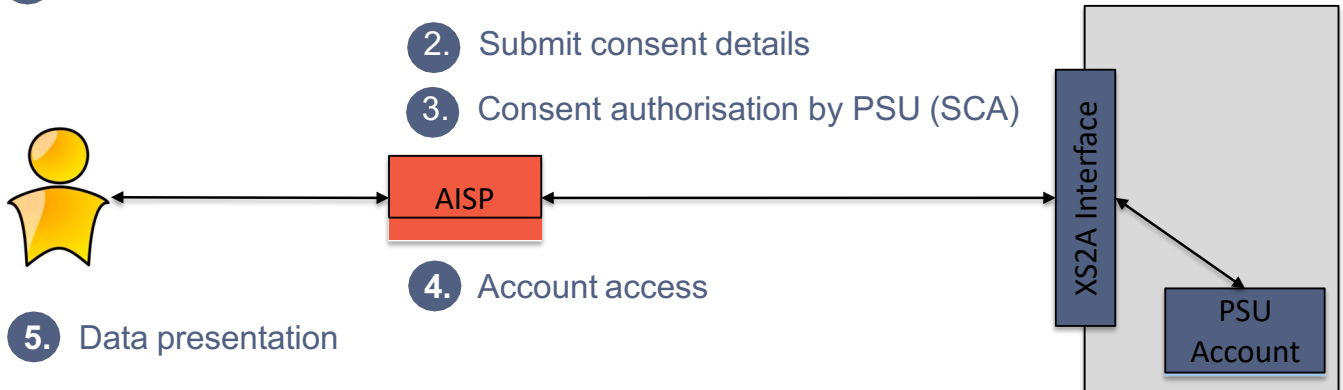 2. Submit consent details
3. Consent authorisation by PSU (SCA)
AISP
XS2A Interface
4. Account access
PSU
Account
5. Data presentation